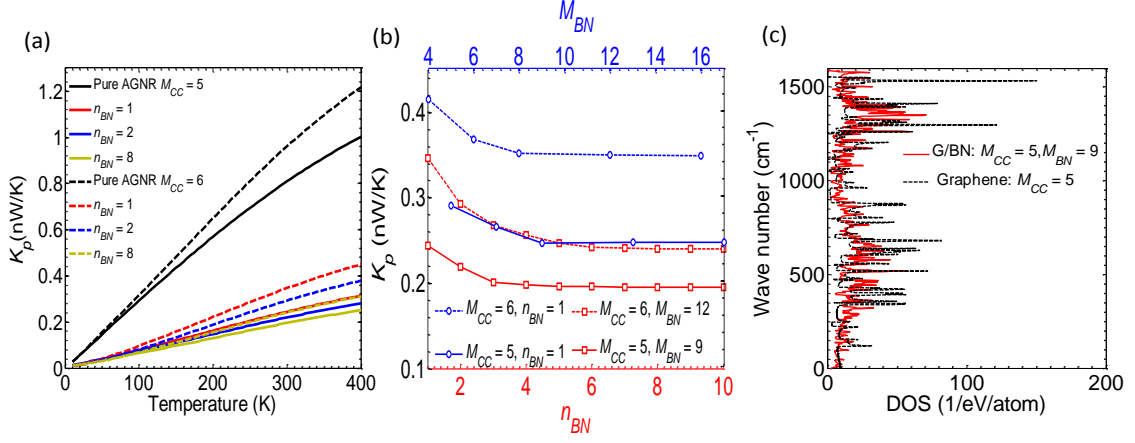 (a)
K_p(nW/K)
1.2
1
0.8
0.6
0.4
0.2
0
0 100 200 300 400
Temperature (K)
Pure AGNR M_CC = 5
n_BN = 1
n_BN = 2
n_BN = 8
Pure AGNR M_CC = 6
n_BN = 1
n_BN = 2
n_BN = 8
(b)
M_BN
4 6 8 10 12 14 16
K_p (nW/K)
0.4
0.3
0.2
0.1
M_CC = 6, n_BN = 1
M_CC = 6, M_BN = 12
M_CC = 5, n_BN = 1
M_CC = 5, M_BN = 9
2 4 6 8 10
n_BN
(c)
Wave number (cm⁻¹)
1500
1000
500
0
G/BN: M_CC = 5, M_BN = 9
Graphene: M_CC = 5
0 100 200
DOS (1/eV/atom)